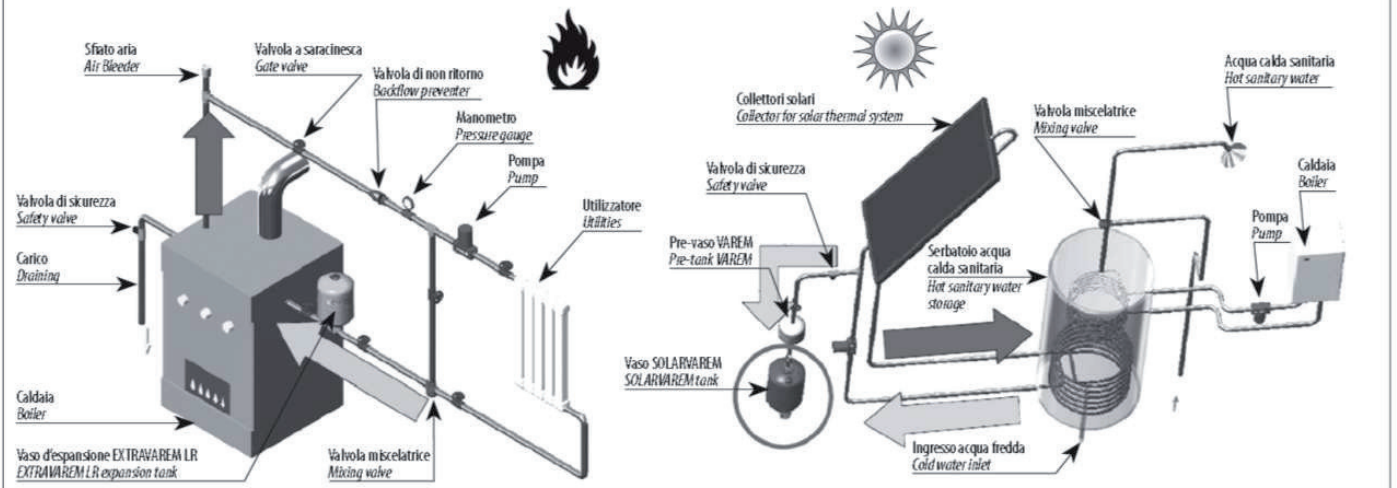 Sfiato aria
Air Bleeder
Valvola a saracinesca
Gate valve
Valvola di non ritorno
Backflow preventer
Manometro
Pressure gauge
Pompa
Pump
Utilizzatore
Utilities
Valvola di sicurezza
Safety valve
Carico
Draining
Caldaia
Boiler
Vaso d'espansione EXTRAVAREM LR
EXTRAVAREM LR expansion tank
Valvola miscelatrice
Mixing valve
Collettori solari
Collector for solar thermal system
Valvola di sicurezza
Safety valve
Pre-vaso VAREM
Pre-tank VAREM
Vaso SOLARVAREM
SOLARVAREM tank
Valvola miscelatrice
Mixing valve
Acqua calda sanitaria
Hot sanitary water
Caldaia
Boiler
Pompa
Pump
Serbatoio acqua
calda sanitaria
Hot sanitary water
storage
Ingresso acqua fredda
Cold water inlet